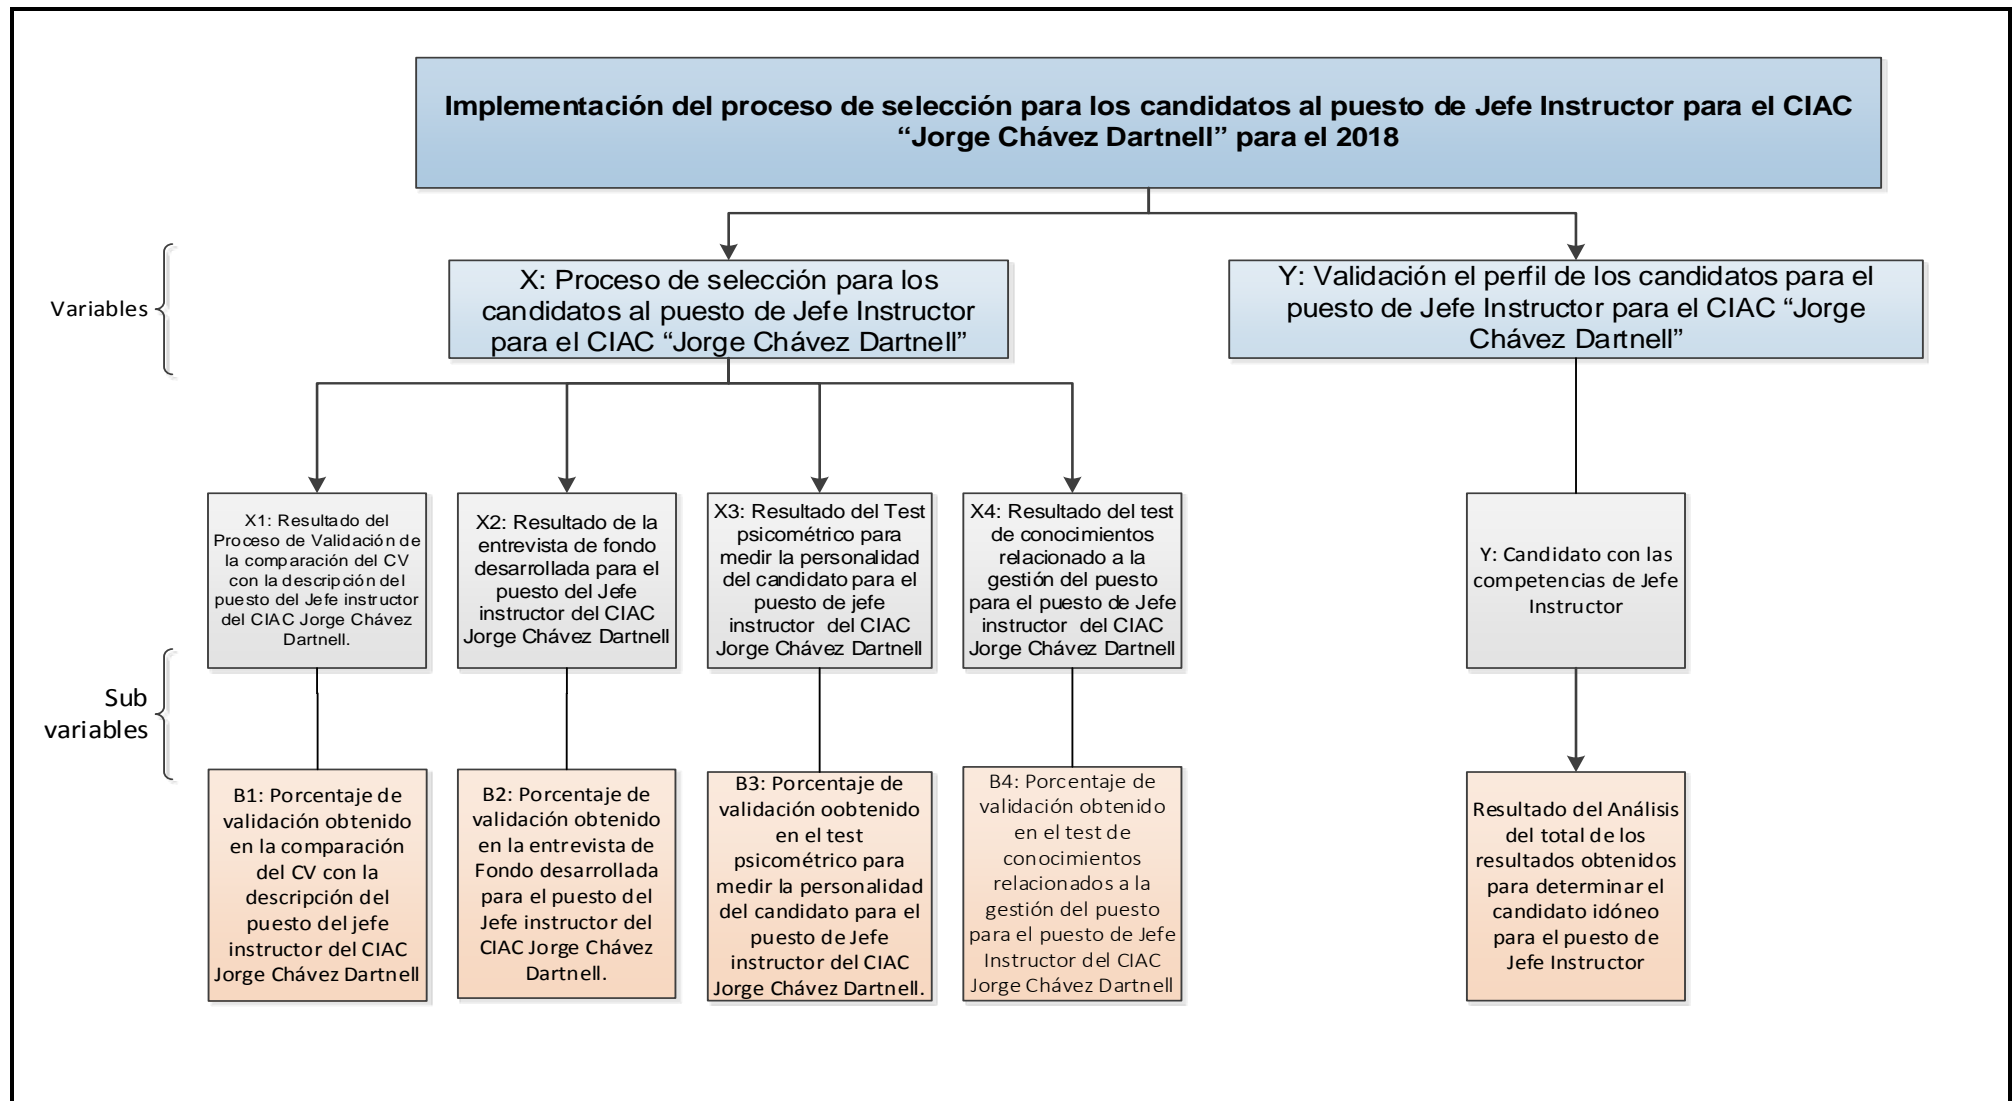 Implementación del proceso de selección para los candidatos al puesto de Jefe Instructor para el CIAC
“Jorge Chávez Dartnell” para el 2018
Variables
X: Proceso de selección para los
candidatos al puesto de Jefe Instructor
para el CIAC “Jorge Chávez Dartnell”
Y: Validación el perfil de los candidatos para el
puesto de Jefe Instructor para el CIAC “Jorge
Chávez Dartnell”
Sub
variables
X1: Resultado del
Proceso de Validación de
la comparación del CV
con la descripción del
puesto del Jefe instructor
del CIAC Jorge Chávez
Dartnell.
X2: Resultado de la
entrevista de fondo
desarrollada para el
puesto del Jefe
instructor del CIAC
Jorge Chávez Dartnell
X3: Resultado del Test
psicométrico para
medir la personalidad
del candidato para el
puesto de jefe
instructor del CIAC
Jorge Chávez Dartnell
X4: Resultado del test
de conocimientos
relacionado a la
gestión del puesto
para el puesto de Jefe
instructor del CIAC
Jorge Chávez Dartnell
Y: Candidato con las
competencias de Jefe
Instructor
B1: Porcentaje de
validación obtenido
en la comparación
del CV con la
descripción del
puesto del jefe
instructor del CIAC
Jorge Chávez Dartnell
B2: Porcentaje de
validación obtenido
en la entrevista de
Fondo desarrollada
para el puesto del
Jefe instructor del
CIAC Jorge Chávez
Dartnell.
B3: Porcentaje de
validación oobtenido
en el test
psicométrico para
medir la personalidad
del candidato para el
puesto de Jefe
instructor del CIAC
Jorge Chávez Dartnell.
B4: Porcentaje de
validación obtenido
en el test de
conocimientos
relacionados a la
gestión del puesto
para el puesto de Jefe
Instructor del CIAC
Jorge Chávez Dartnell
Resultado del Análisis
del total de los
resultados obtenidos
para determinar el
candidato idóneo
para el puesto de
Jefe Instructor